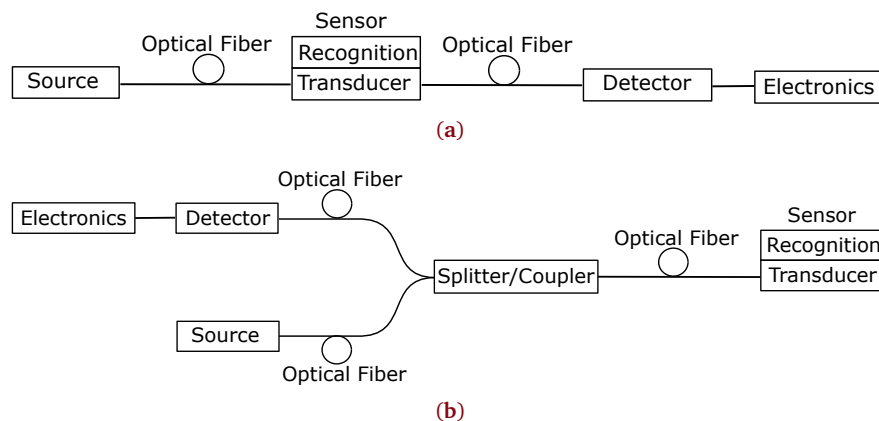 Sensor
Optical Fiber
Optical Fiber
Recognition
Source
Transducer
Detector
Electronics
(a)
Optical Fiber
Electronics
Detector
Sensor
Optical Fiber
Recognition
Splitter/Coupler
Transducer
Source
Optical Fiber
(b)